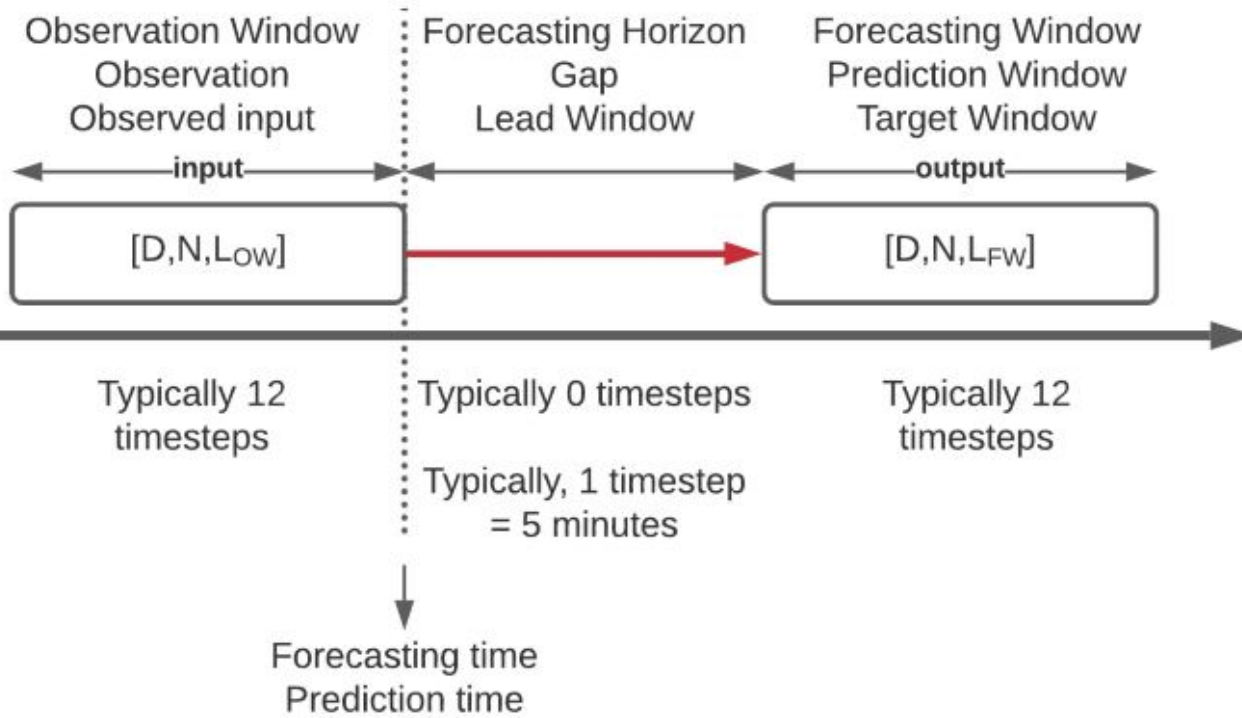 Observation Window
Observation
Observed input
Forecasting Horizon
Gap
Lead Window
Forecasting Window
Prediction Window
Target Window
input
output
[D,N,LOW]
[D,N,LFW]
Typically 12
timesteps
Typically 0 timesteps
Typically, 1 timestep
= 5 minutes
Typically 12
timesteps
Forecasting time
Prediction time